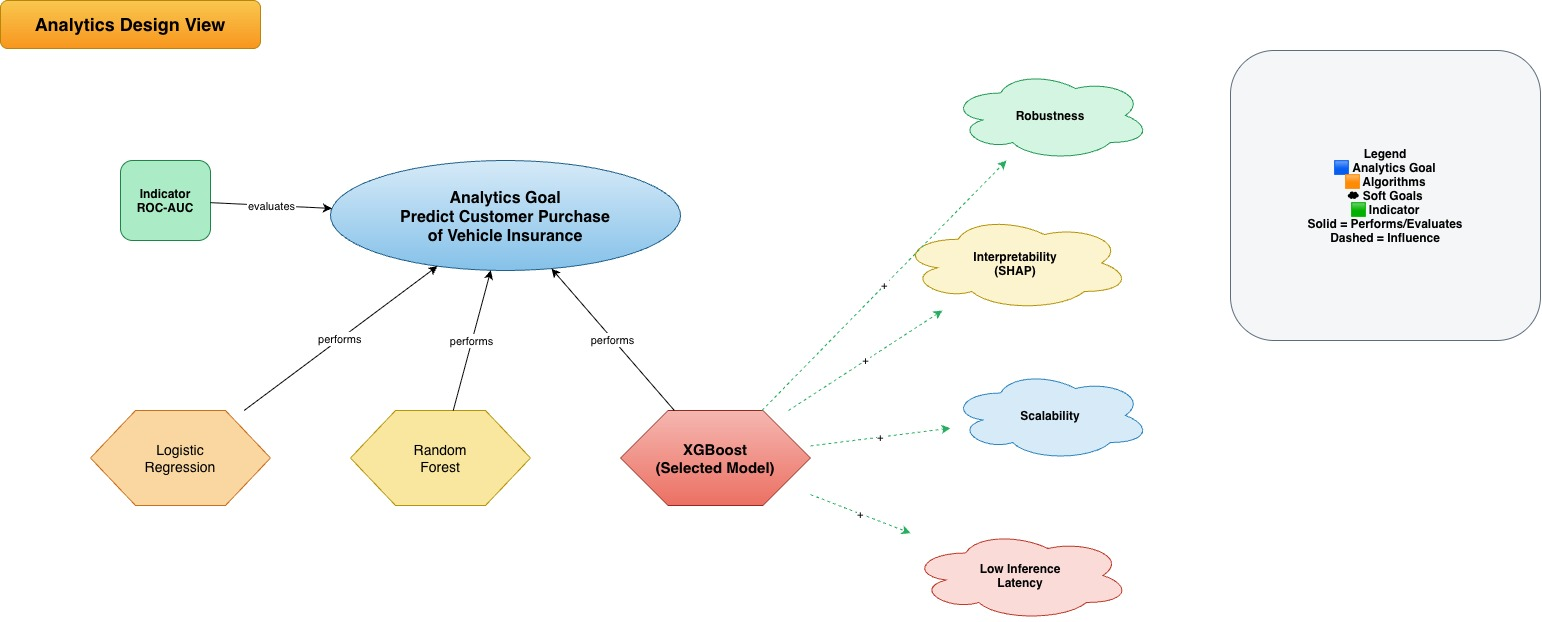 Analytics Design View
Indicator
ROC-AUC
evaluates
Analytics Goal
Predict Customer Purchase
of Vehicle Insurance
performs
performs
performs
Logistic
Regression
Random
Forest
XGBoost
(Selected Model)
+
+
+
+
Robustness
Interpretability
(SHAP)
Scalability
Low Inference
Latency
Legend
🟦 Analytics Goal
🟧 Algorithms
☁ Soft Goals
🟩 Indicator
Solid = Performs/Evaluates
Dashed = Influence